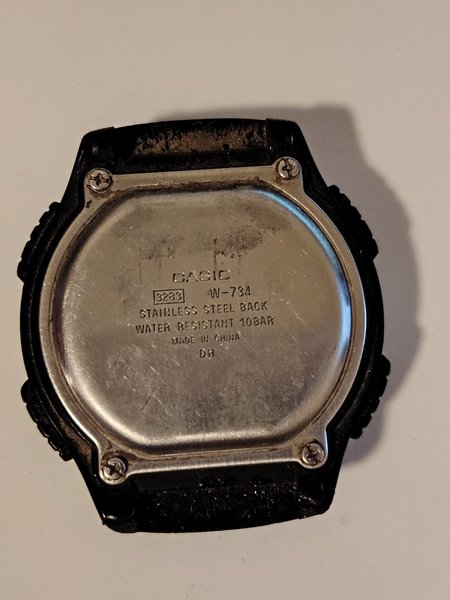 CASIO
3283 W-734
STAINLESS STEEL BACK
WATER RESISTANT 10BAR
MADE IN CHINA
DH